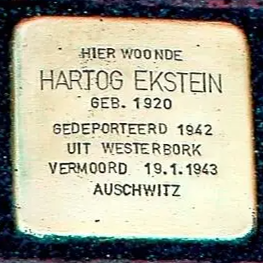 HIER WOONDE
HARTOG EKSTEIN
GEB. 1920
GEDEPORTEERD 1942
UIT WESTERBORK
VERMOORD 19.1.1943
AUSCHWITZ